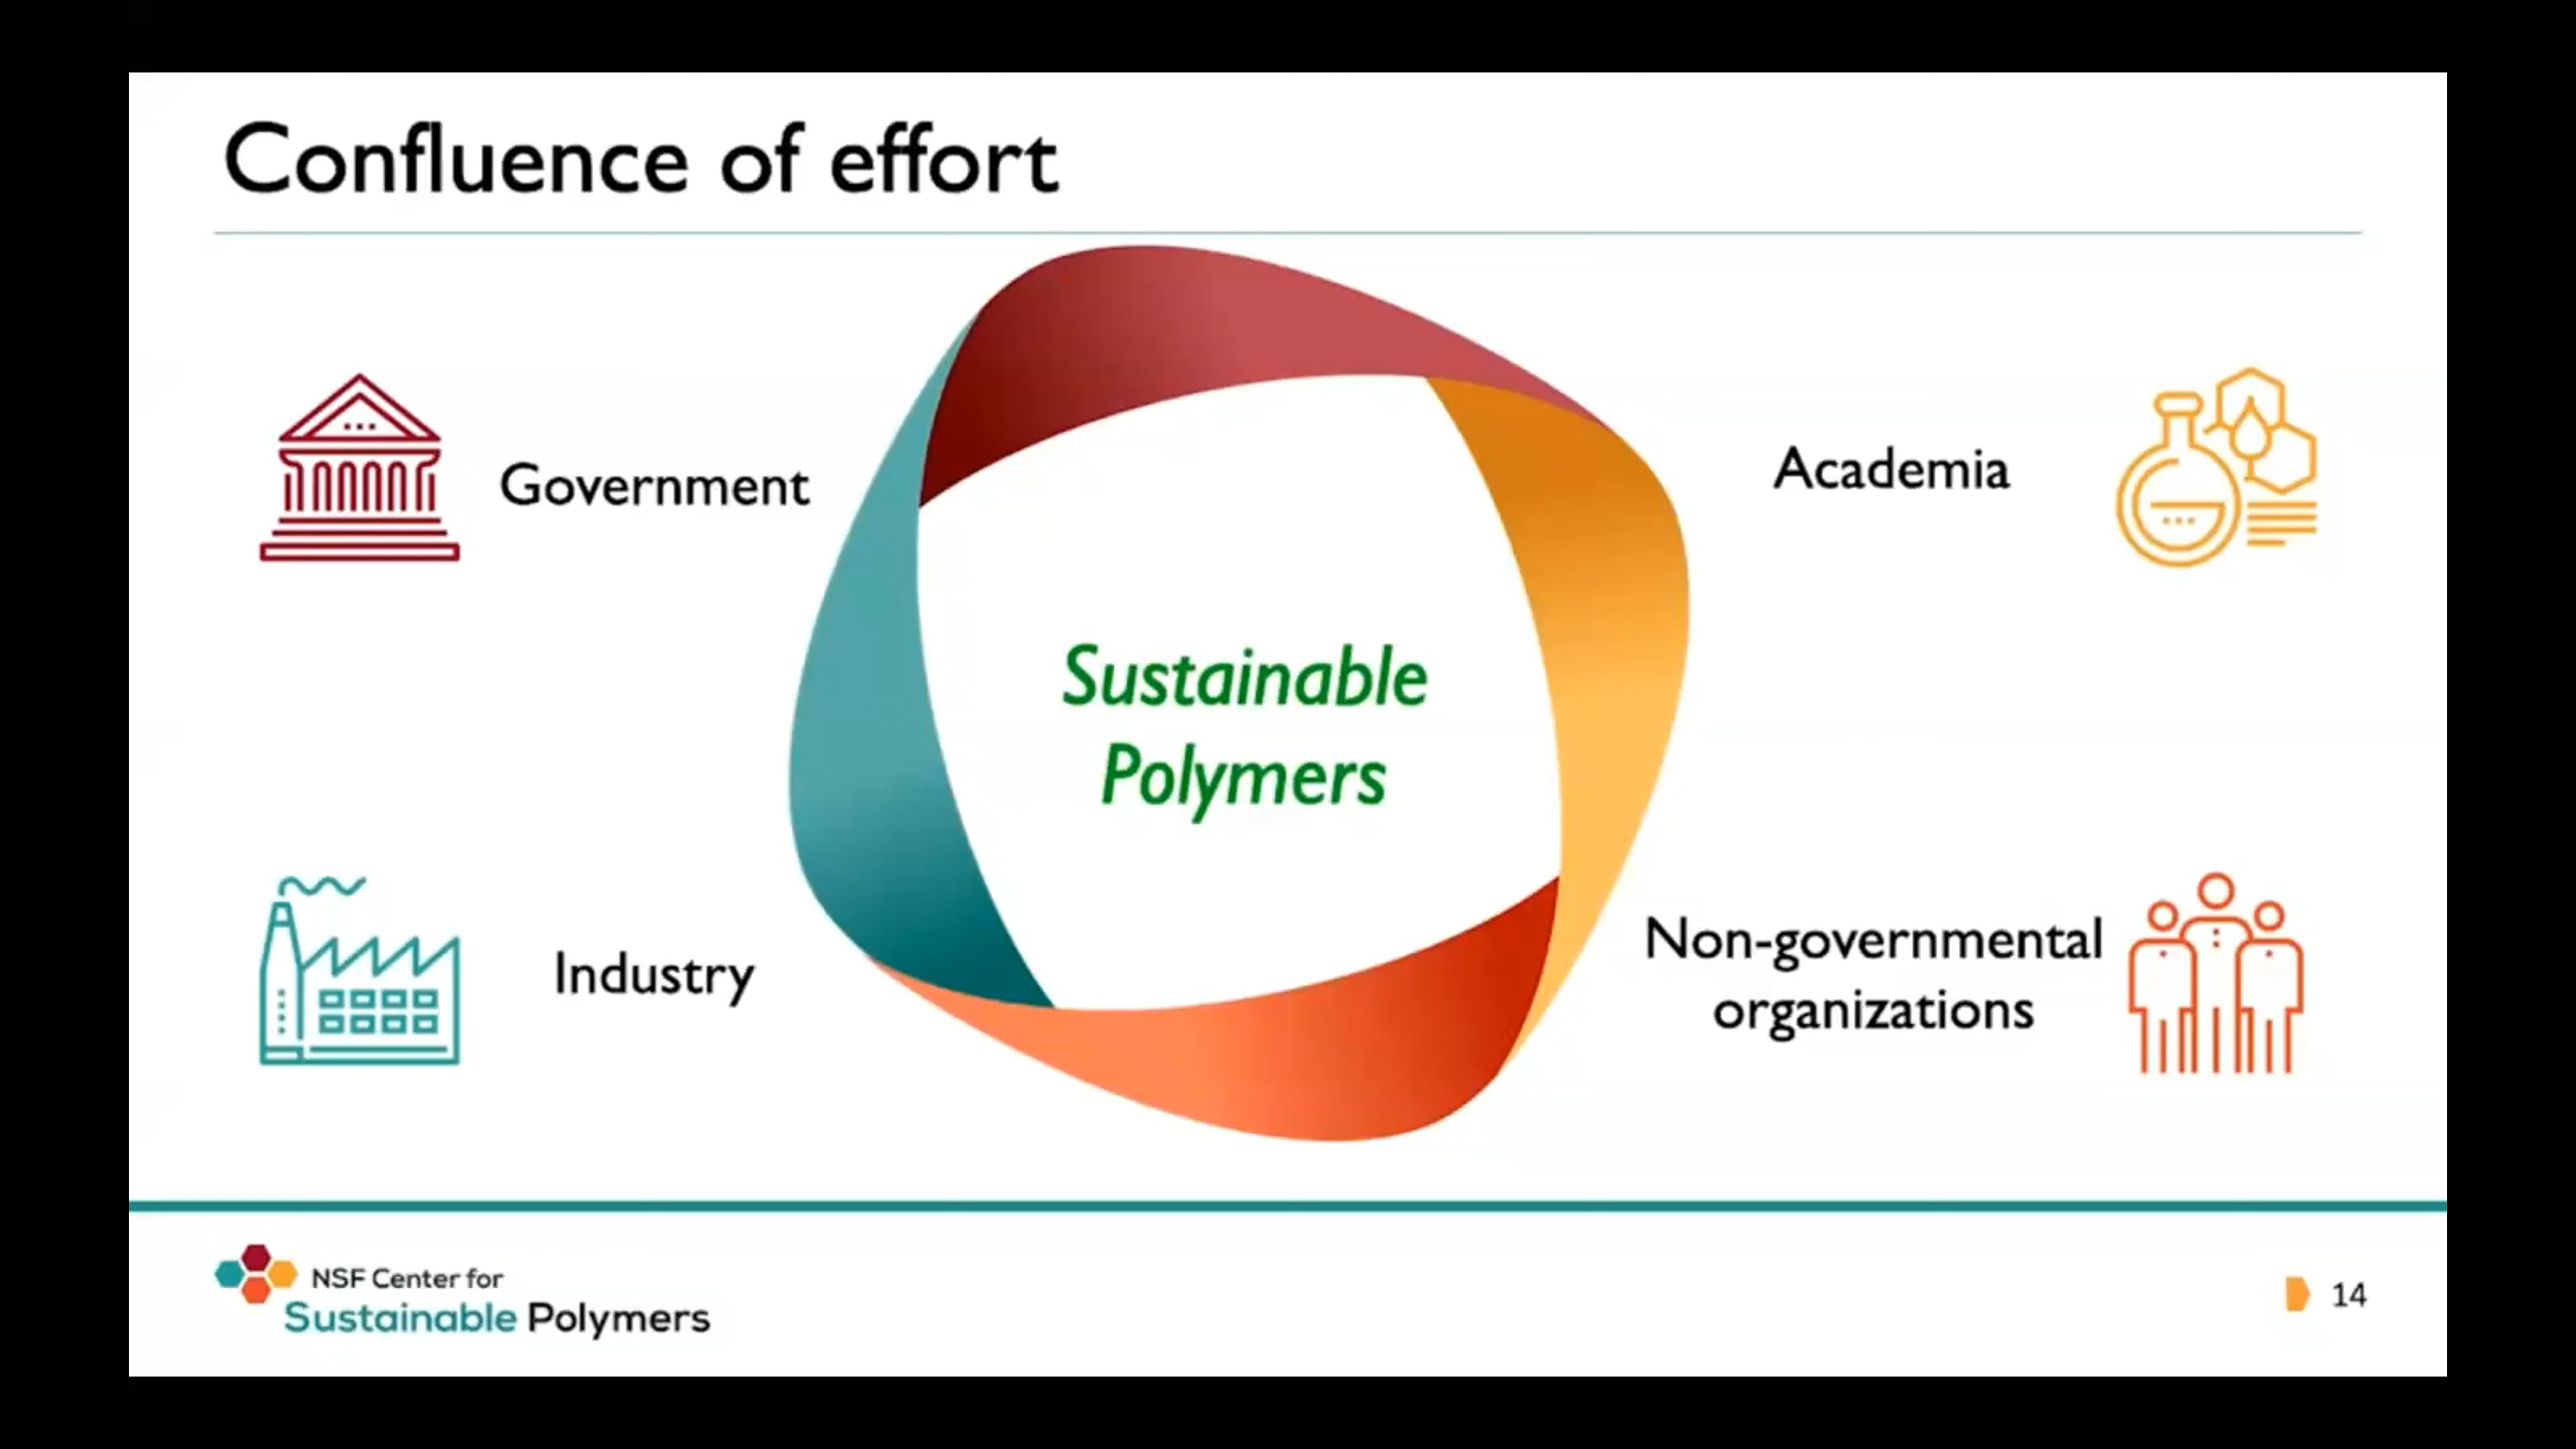 Confluence of effort
Government
Academia
Sustainable
Polymers
Industry
Non-governmental
organizations
NSF Center for
Sustainable Polymers
14